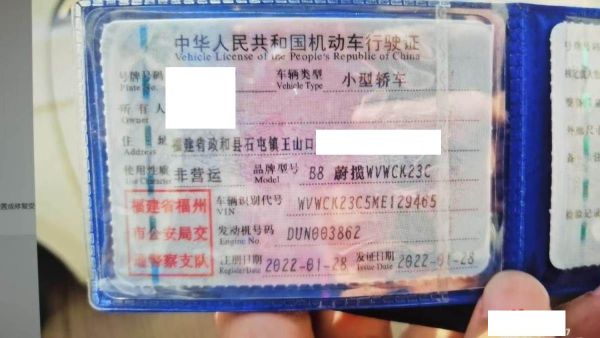 中华人民共和国机动车行驶证
Vehicle License of the People's Republic of China
号牌号码 车辆类型 小型轿车
Plate No. Vehicle Type
所有人
Owner
住址 福建省政和县石屯镇王山口
Address
使用性质 非营运 品牌型号 B8 蔚揽WVWCK23C
Use Character Model
福建省福州市公安局交通警察支队
车辆识别代号 WVWCK23C5ME129465
VIN
发动机号码 DUN003862
Engine No.
注册日期 2022-01-28 发证日期 2022-01-28
Register Date Issue Date